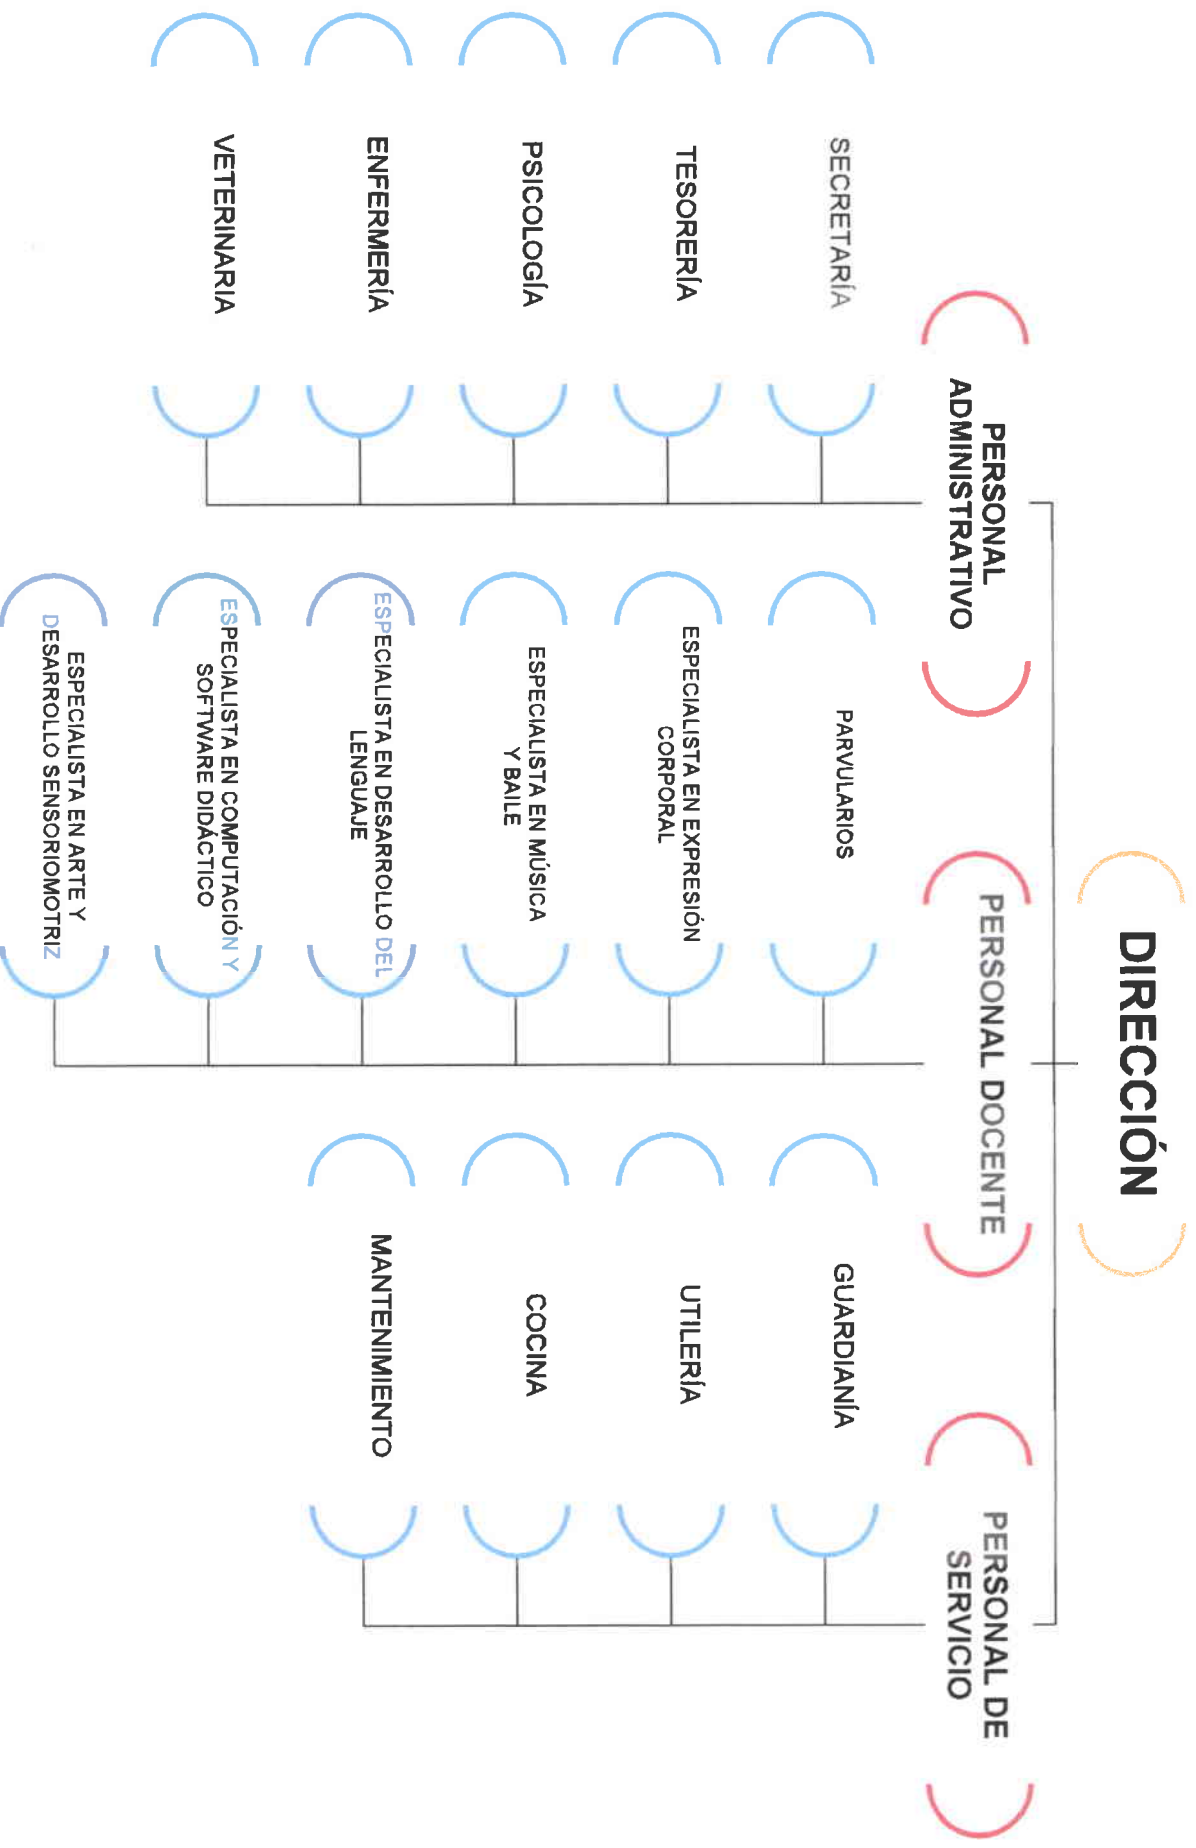 DIRECCIÓN
PERSONAL
ADMINISTRATIVO
SECRETARÍA
TESORERÍA
PSICOLOGÍA
ENFERMERÍA
VETERINARIA
PERSONAL DOCENTE
PARVULARIOS
ESPECIALISTA EN EXPRESIÓN
CORPORAL
ESPECIALISTA EN MÚSICA
Y BAILE
ESPECIALISTA EN DESARROLLO DEL
LENGUAJE
ESPECIALISTA EN COMPUTACIÓN Y
SOFTWARE DIDÁCTICO
ESPECIALISTA EN ARTE Y
DESARROLLO SENSORIOMOTRIZ
PERSONAL DE
SERVICIO
GUARDIANÍA
UTILERÍA
COCINA
MANTENIMIENTO